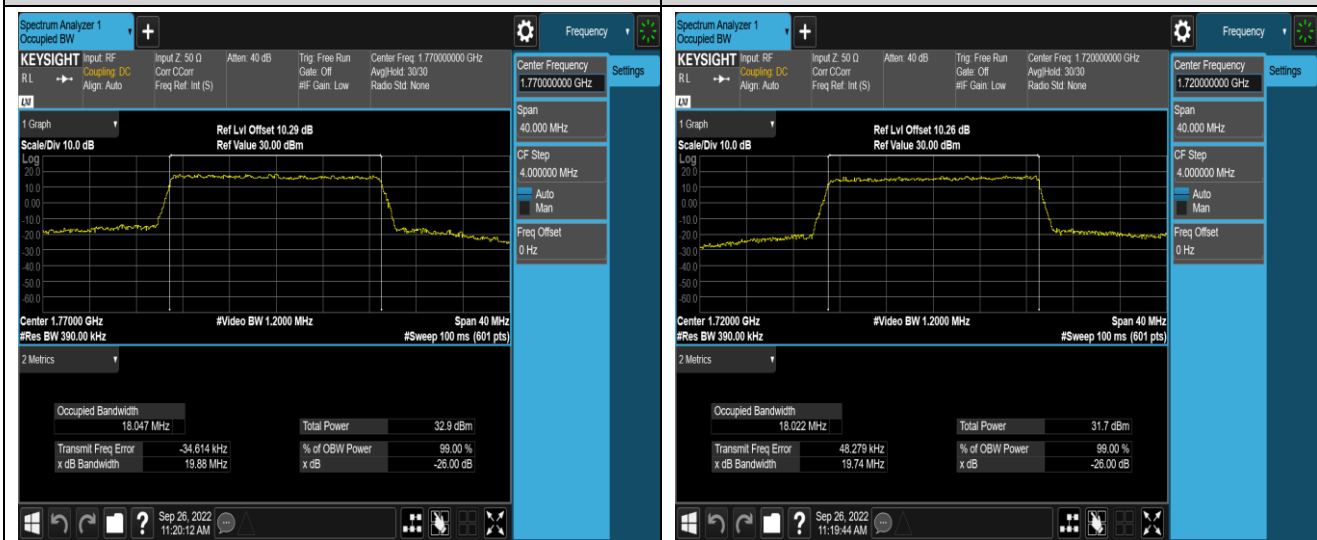 Spectrum Analyzer 1
Occupied BW
+
Frequency
KEYSIGHT
RL
LXI
Input: RF
Coupling: DC
Align: Auto
Input Z: 50 Ω
Corr CCorr
Freq Ref: Int (S)
Atten: 40 dB
Trig: Free Run
Gate: Off
#IF Gain: Low
Center Freq: 1.770000000 GHz
Avg|Hold: 30/30
Radio Std: None
Center Frequency
1.770000000 GHz
Settings
Span
40.000 MHz
CF Step
4.000000 MHz
Auto
Man
Freq Offset
0 Hz
1 Graph
Scale/Div 10.0 dB
Ref Lvl Offset 10.29 dB
Ref Value 30.00 dBm
Log
20.0
10.0
0.00
-10.0
-20.0
-30.0
-40.0
-50.0
-60.0
Center 1.77000 GHz
#Video BW 1.2000 MHz
Span 40 MHz
#Res BW 390.00 kHz
#Sweep 100 ms (601 pts)
2 Metrics
Occupied Bandwidth
18.047 MHz
Total Power 32.9 dBm
Transmit Freq Error -34.614 kHz
% of OBW Power 99.00 %
x dB Bandwidth 19.88 MHz
x dB -26.00 dB
?
Sep 26, 2022
11:20:12 AM
Spectrum Analyzer 1
Occupied BW
+
Frequency
KEYSIGHT
RL
LXI
Input: RF
Coupling: DC
Align: Auto
Input Z: 50 Ω
Corr CCorr
Freq Ref: Int (S)
Atten: 40 dB
Trig: Free Run
Gate: Off
#IF Gain: Low
Center Freq: 1.720000000 GHz
Avg|Hold: 30/30
Radio Std: None
Center Frequency
1.720000000 GHz
Settings
Span
40.000 MHz
CF Step
4.000000 MHz
Auto
Man
Freq Offset
0 Hz
1 Graph
Scale/Div 10.0 dB
Ref Lvl Offset 10.26 dB
Ref Value 30.00 dBm
Log
20.0
10.0
0.00
-10.0
-20.0
-30.0
-40.0
-50.0
-60.0
Center 1.72000 GHz
#Video BW 1.2000 MHz
Span 40 MHz
#Res BW 390.00 kHz
#Sweep 100 ms (601 pts)
2 Metrics
Occupied Bandwidth
18.022 MHz
Total Power 31.7 dBm
Transmit Freq Error 48.279 kHz
% of OBW Power 99.00 %
x dB Bandwidth 19.74 MHz
x dB -26.00 dB
?
Sep 26, 2022
11:19:44 AM